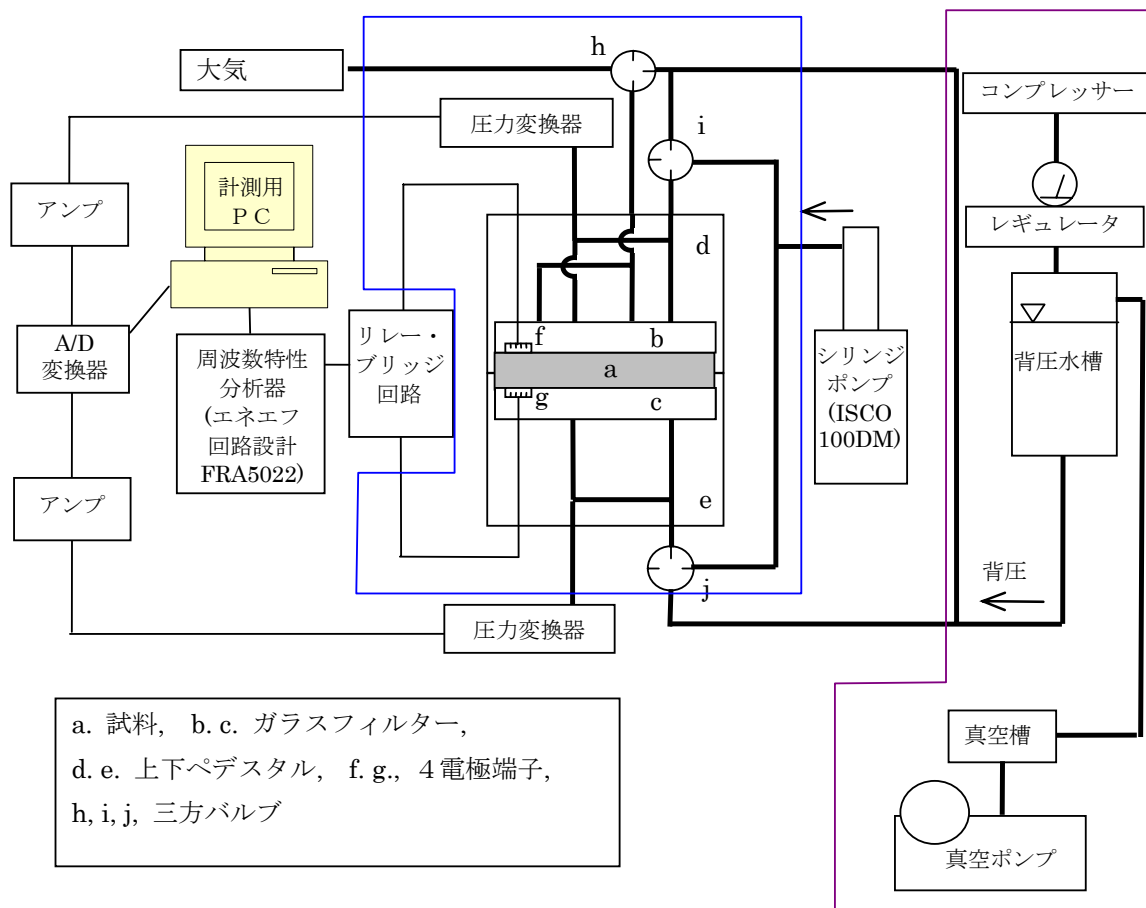 h
大気
コンプレッサー
圧力変換器
i
計測用
ＰＣ
アンプ
レギュレータ
d
f
b
リレー・
ブリッジ
回路
A/D
変換器
周波数特性
分析器
(エネエフ
回路設計
FRA5022)
a
シリンジ
ポンプ
(ISCO
100DM)
背圧水槽
g
c
アンプ
e
背圧
j
圧力変換器
a. 試料, b. c. ガラスフィルター,
d. e. 上下ペデスタル, f. g., ４電極端子,
h, i, j, 三方バルブ
真空槽
真空ポンプ